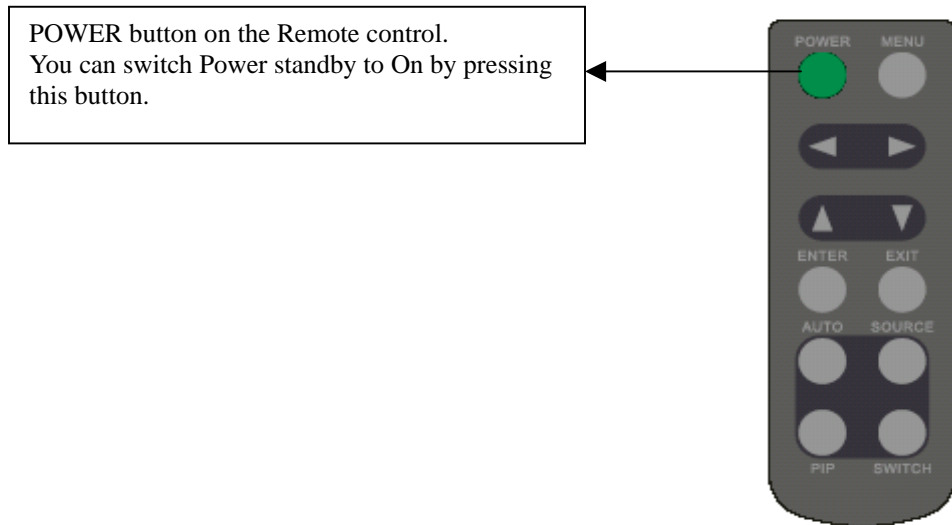 POWER button on the Remote control.
You can switch Power standby to On by pressing
this button.
POWER MENU
ENTER EXIT
AUTO SOURCE
PIP SWITCH